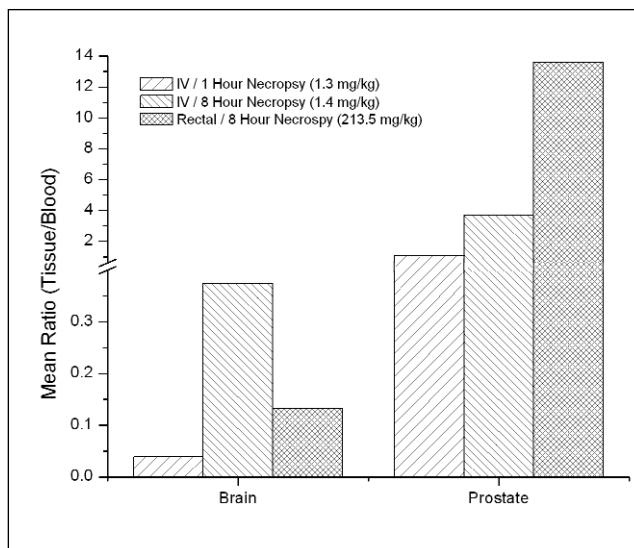 14
12
10
8
6
4
2
0.3
0.2
0.1
0.0
Mean Ratio (Tissue/Blood)
IV / 1 Hour Necropsy (1.3 mg/kg)
IV / 8 Hour Necropsy (1.4 mg/kg)
Rectal / 8 Hour Necrospy (213.5 mg/kg)
Brain
Prostate